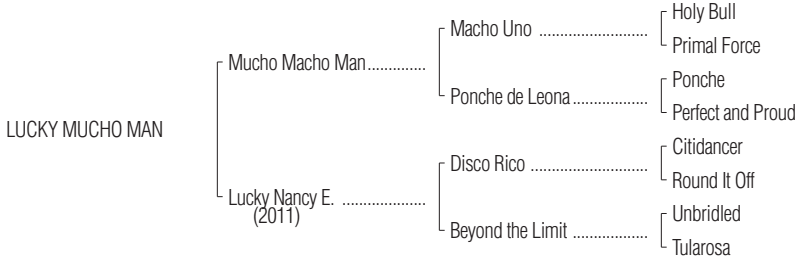 Holy Bull
Macho Uno ..........................
Primal Force
Mucho Macho Man..............
Ponche
Ponche de Leona..................
Perfect and Proud
LUCKY MUCHO MAN
Citidancer
Disco Rico ............................
Round It Off
Lucky Nancy E. ....................
(2011)
Unbridled
Beyond the Limit ..................
Tularosa